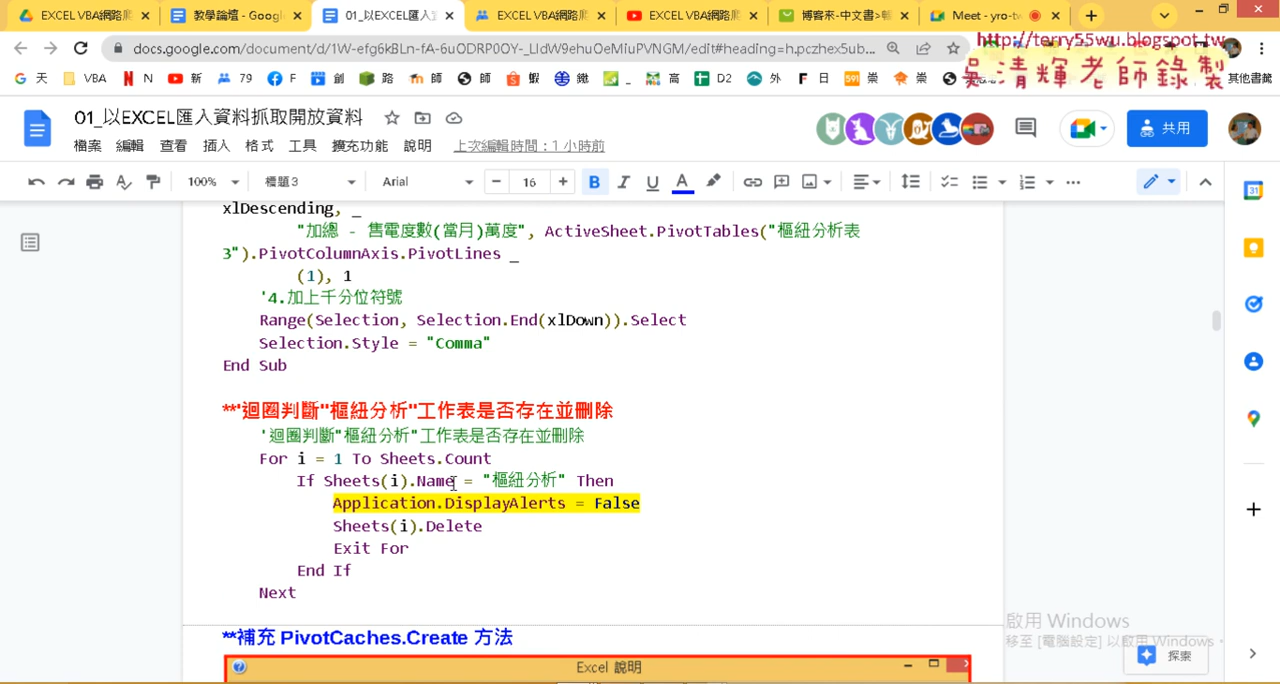 EXCEL VBA網路爬
教學論壇 - Googl
01_以EXCEL匯入資
EXCEL VBA網路爬
EXCEL VBA網路爬
博客來-中文書>暢
Meet - yro-tw
docs.google.com/document/d/1W-efg6kBLn-fA-6uODRP0OY-_LldW9ehuOeMiuPVNGM/edit#heading=h.pczhex5ub...
http://terry55wu.blogspot.tw
吳清輝老師錄製
天 VBA N 新 79 F 創 路 師 師 蝦 維 高 D2 外 日 591 崇 崇 其他書籤
01_以EXCEL匯入資料抓取開放資料
檔案 編輯 查看 插入 格式 工具 擴充功能 說明 上次編輯時間：1 小時前
共用
100% 標題 3 Arial 16 B I U A
xlDescending, _
"加總 - 售電度數(當月)萬度", ActiveSheet.PivotTables("樞紐分析表
3").PivotColumnAxis.PivotLines _
(1), 1
'4.加上千分位符號
Range(Selection, Selection.End(xlDown)).Select
Selection.Style = "Comma"
End Sub
**'迴圈判斷"樞紐分析"工作表是否存在並刪除
'迴圈判斷"樞紐分析"工作表是否存在並刪除
For i = 1 To Sheets.Count
If Sheets(i).Name = "樞紐分析" Then
Application.DisplayAlerts = False
Sheets(i).Delete
Exit For
End If
Next
**補充 PivotCaches.Create 方法
Excel 說明
啟用 Windows
移至 [電腦設定] 以啟用 Windows。
探索